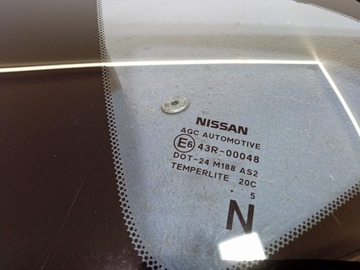 NISSAN
AGC AUTOMOTIVE
E6 43R-00048
DOT-24 M188 AS2
TEMPERLITE 20C
5
N